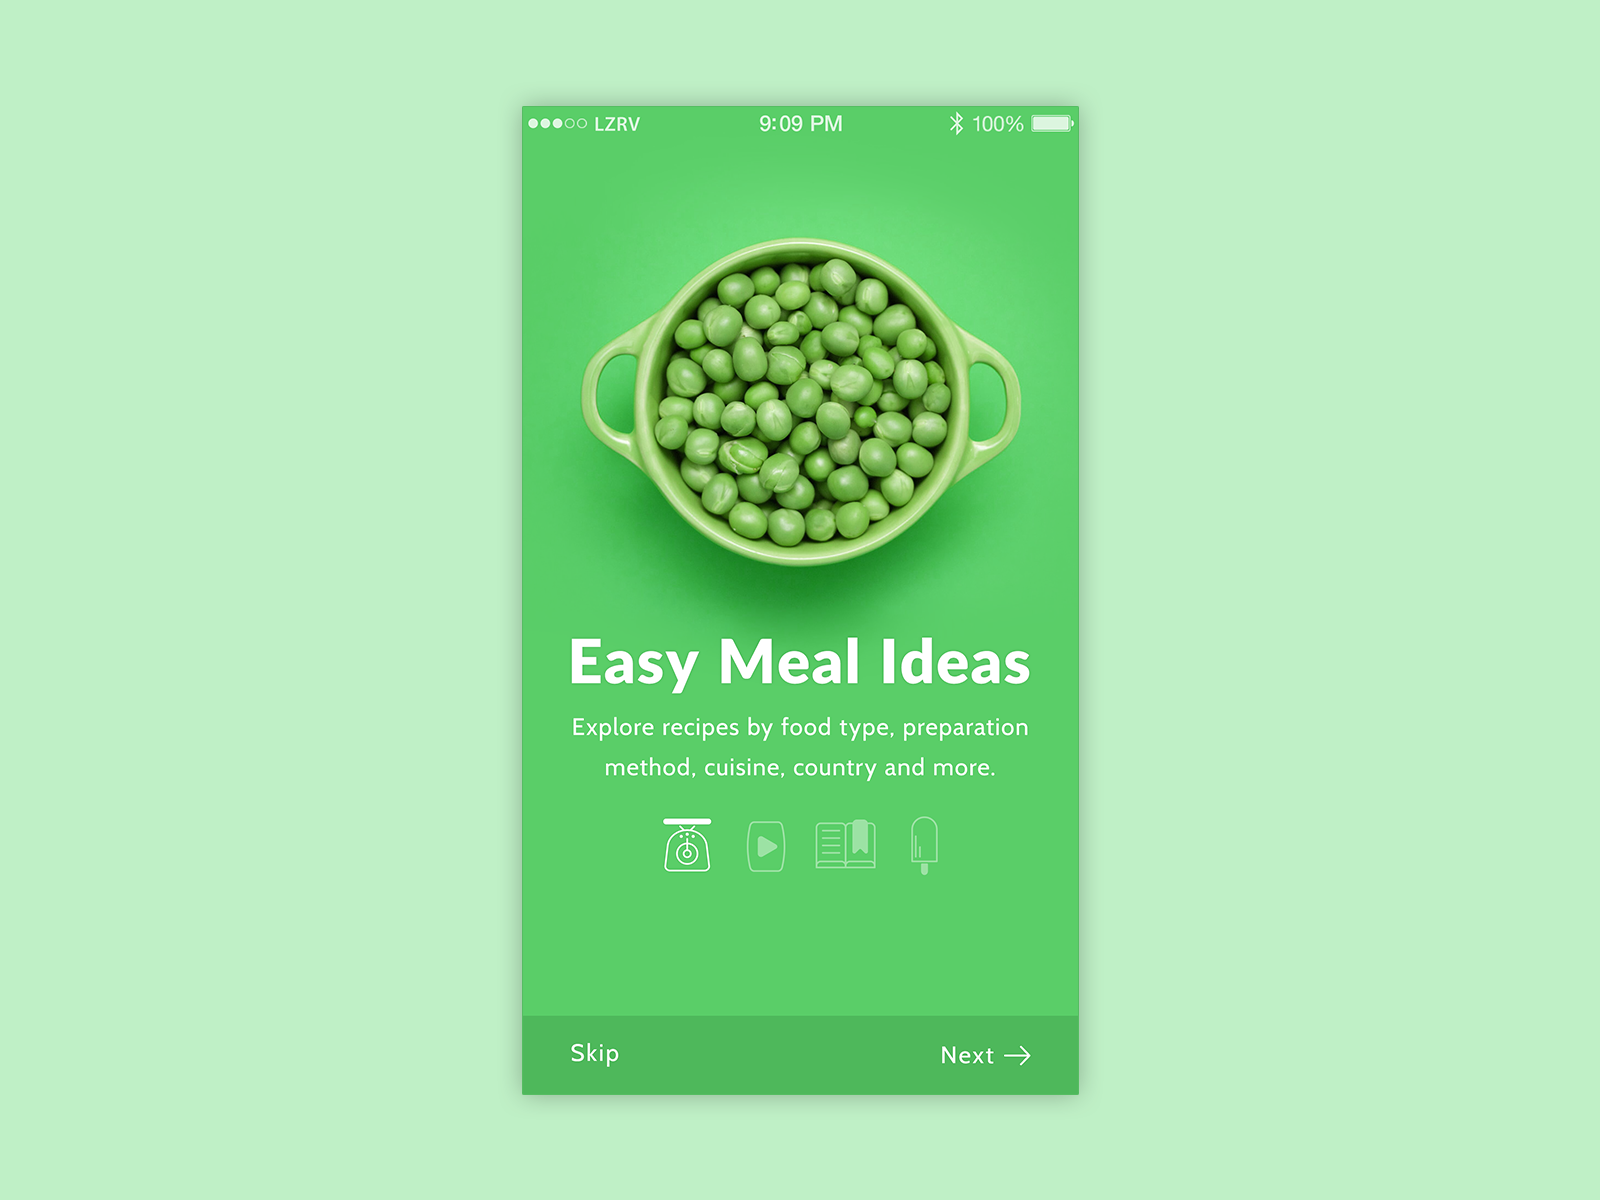 LZRV 9:09 PM 100%
Easy Meal Ideas
Explore recipes by food type, preparation
method, cuisine, country and more.
Skip Next